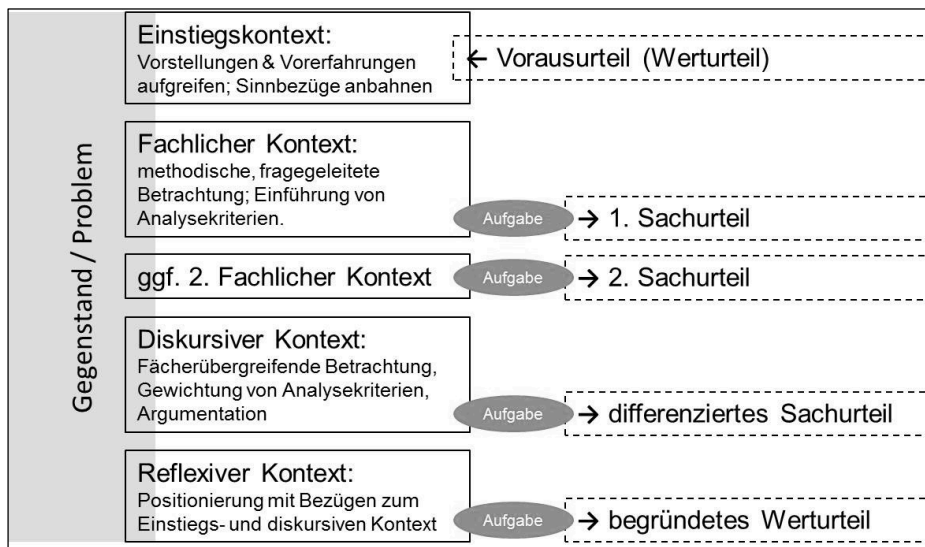 Gegenstand / Problem
Einstiegskontext:
Vorstellungen & Vorerfahrungen
aufgreifen; Sinnbezüge anbahnen
← Vorausurteil (Werturteil)
Fachlicher Kontext:
methodische, fragegeleitete
Betrachtung; Einführung von
Analysekriterien.
Aufgabe
→ 1. Sachurteil
ggf. 2. Fachlicher Kontext
Aufgabe
→ 2. Sachurteil
Diskursiver Kontext:
Fächerübergreifende Betrachtung,
Gewichtung von Analysekriterien,
Argumentation
Aufgabe
→ differenziertes Sachurteil
Reflexiver Kontext:
Positionierung mit Bezügen zum
Einstiegs- und diskursiven Kontext
Aufgabe
→ begründetes Werturteil